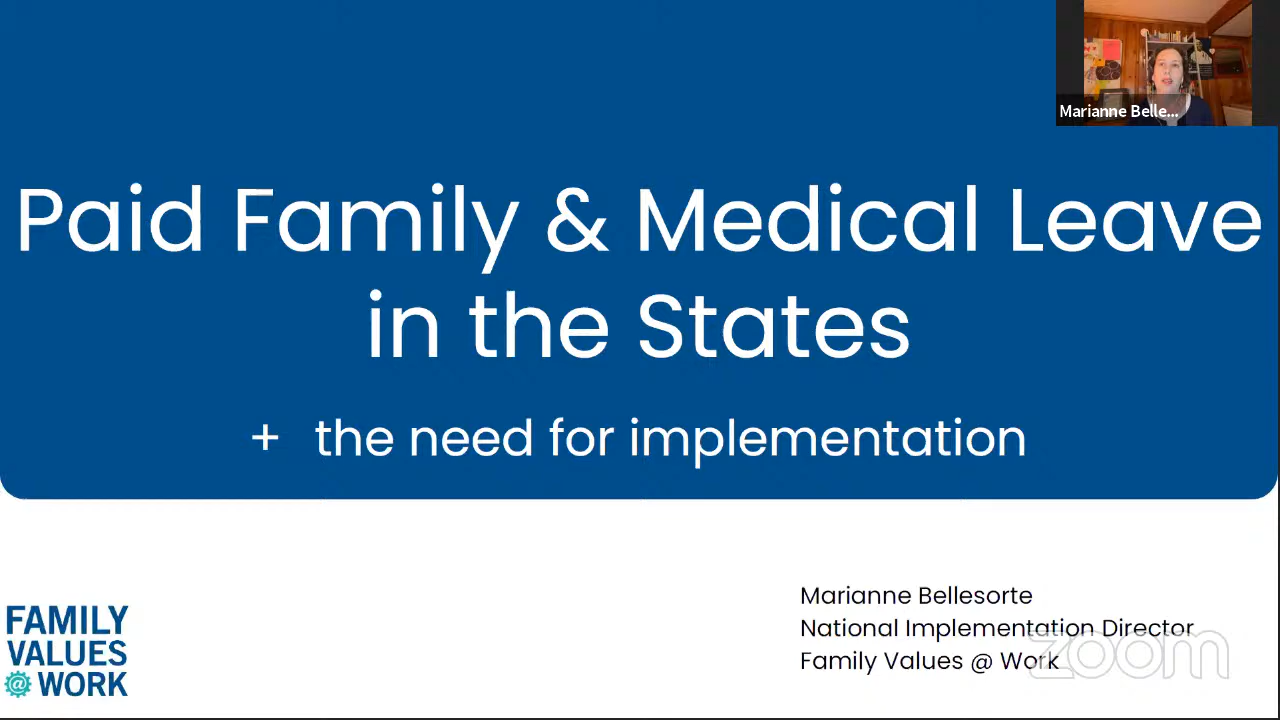 Marianne Belle...
Paid Family & Medical Leave
in the States
+ the need for implementation
Marianne Bellesorte
National Implementation Director
Family Values @ Work
zoom
FAMILY
VALUES
@ WORK